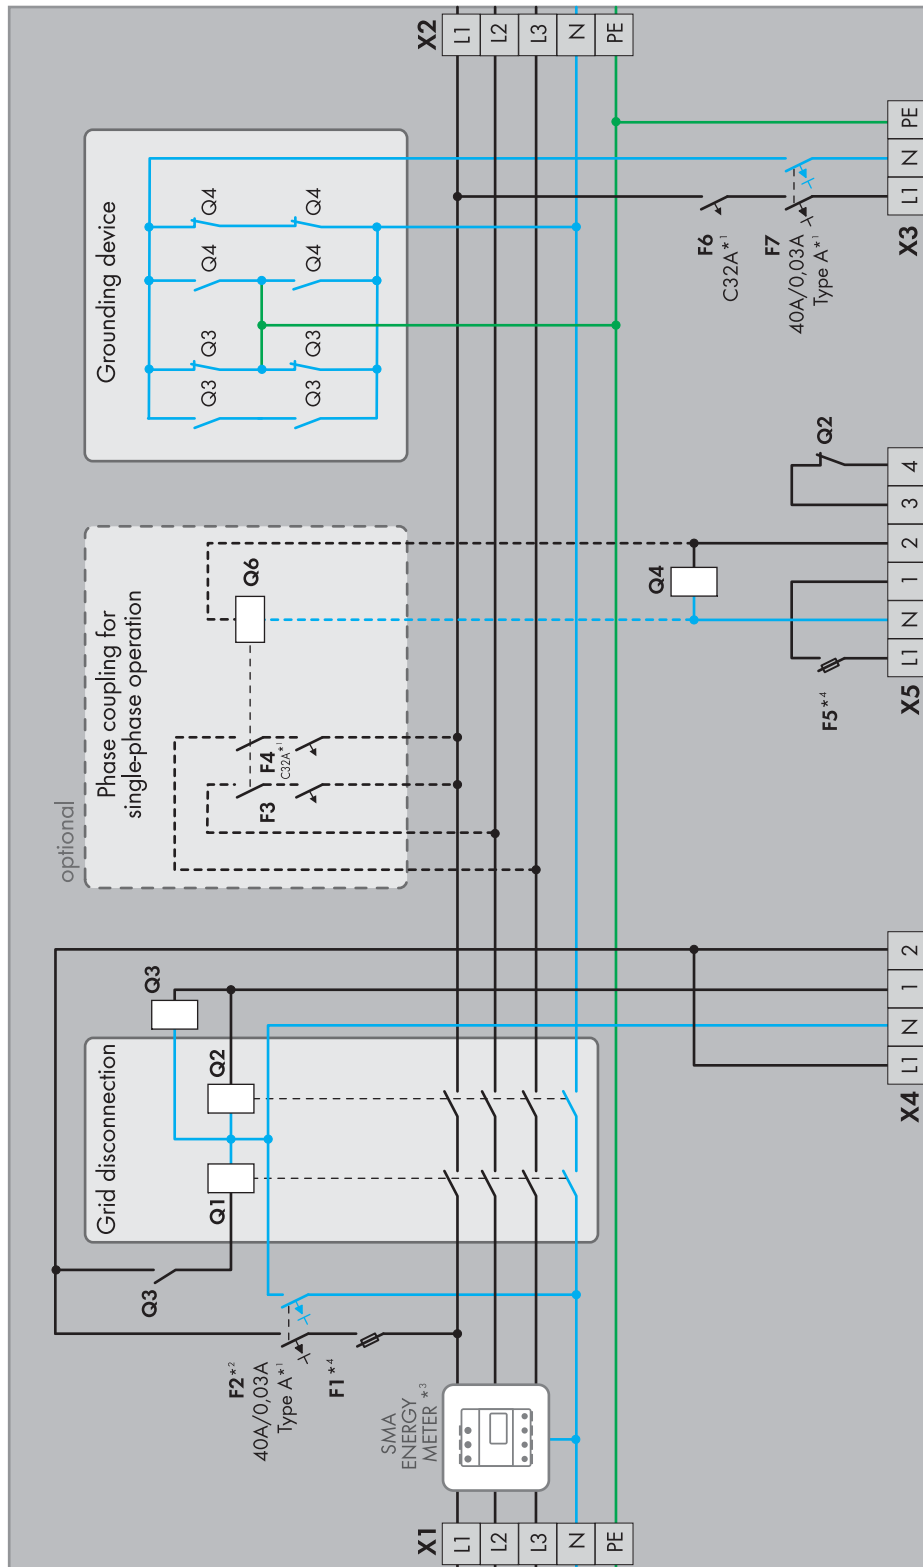 X2
L1
L2
L3
N
PE
Grounding device
Q4
Q4
Q4
Q4
Q3
Q3
Q3
Q3
F6
C32A*1
F7
40A/0,03A
Type A*1
PE
N
L1
X3
optional
Phase coupling for
single-phase operation
Q6
F4
C32A*1
F3
Q4
Q2
F5*4
4
3
2
1
N
L1
X5
Q3
Grid disconnection
Q2
Q1
Q3
2
1
N
L1
X4
F2*2
40A/0,03A
Type A*1
F1*4
SMA
ENERGY
METER *3
X1
L1
L2
L3
N
PE